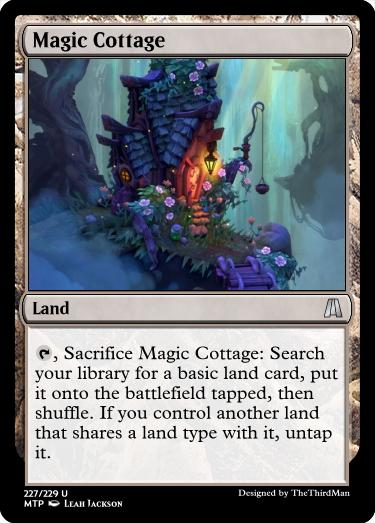 Magic Cottage
Land
, Sacrifice Magic Cottage: Search
your library for a basic land card, put
it onto the battlefield tapped, then
shuffle. If you control another land
that shares a land type with it, untap
it.
227/229 U
MTP Leah Jackson
Designed by TheThirdMan